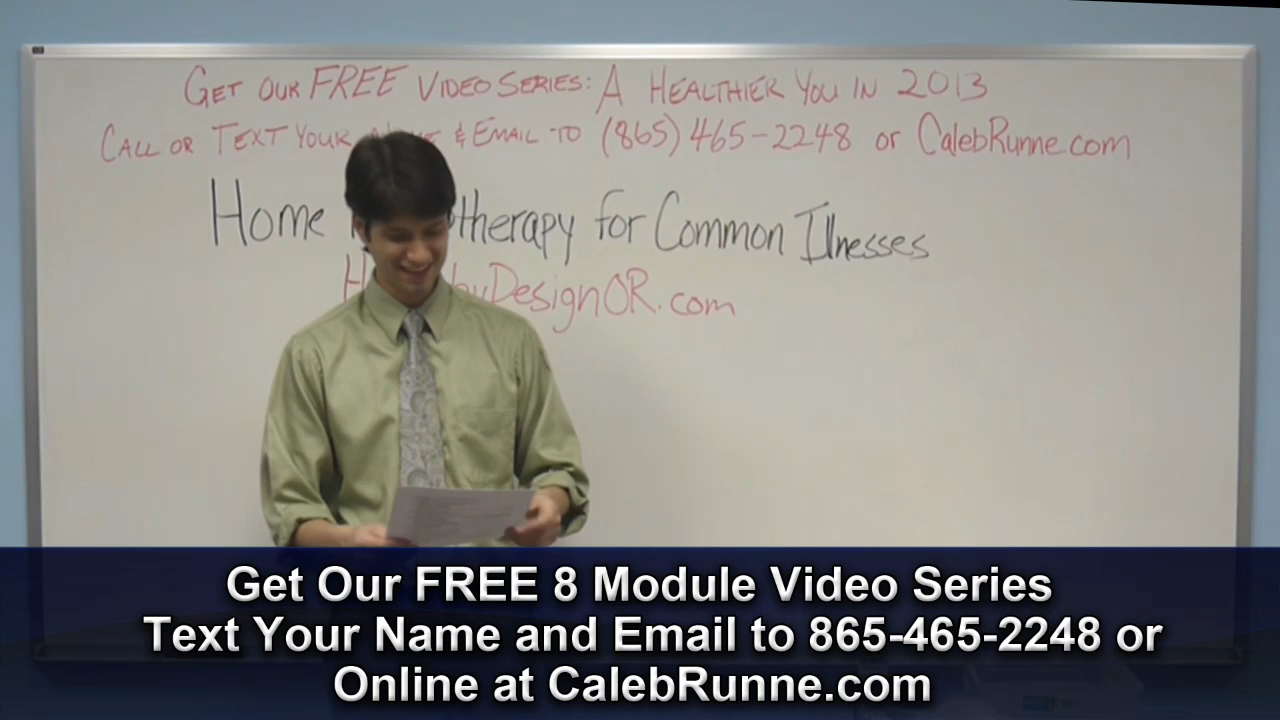 GET OUR FREE VIDEO SERIES: A HEALTHIER YOU IN 2013
CALL OR TEXT YOUR & EMAIL TO (865) 465-2248 or CalebRunne.com
Home therapy for Common Illnesses
DesignOR.com
Get Our FREE 8 Module Video Series
Text Your Name and Email to 865-465-2248 or
Online at CalebRunne.com